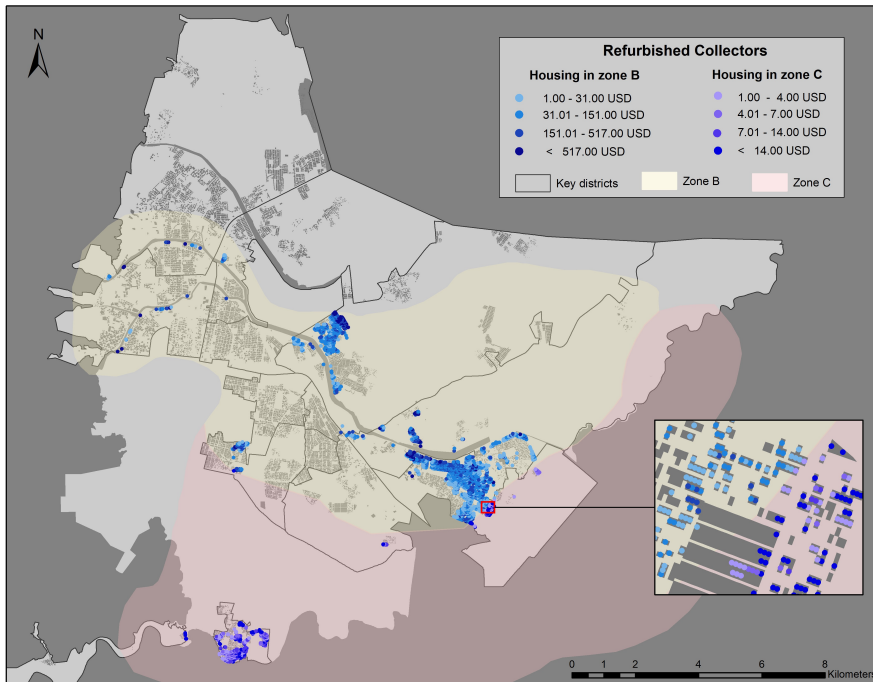 N
Refurbished Collectors
Housing in zone B
Housing in zone C
1.00 - 31.00 USD
1.00 - 4.00 USD
31.01 - 151.00 USD
4.01 - 7.00 USD
151.01 - 517.00 USD
7.01 - 14.00 USD
< 517.00 USD
< 14.00 USD
Key districts
Zone B
Zone C
0 1 2 4 6 8
Kilometers